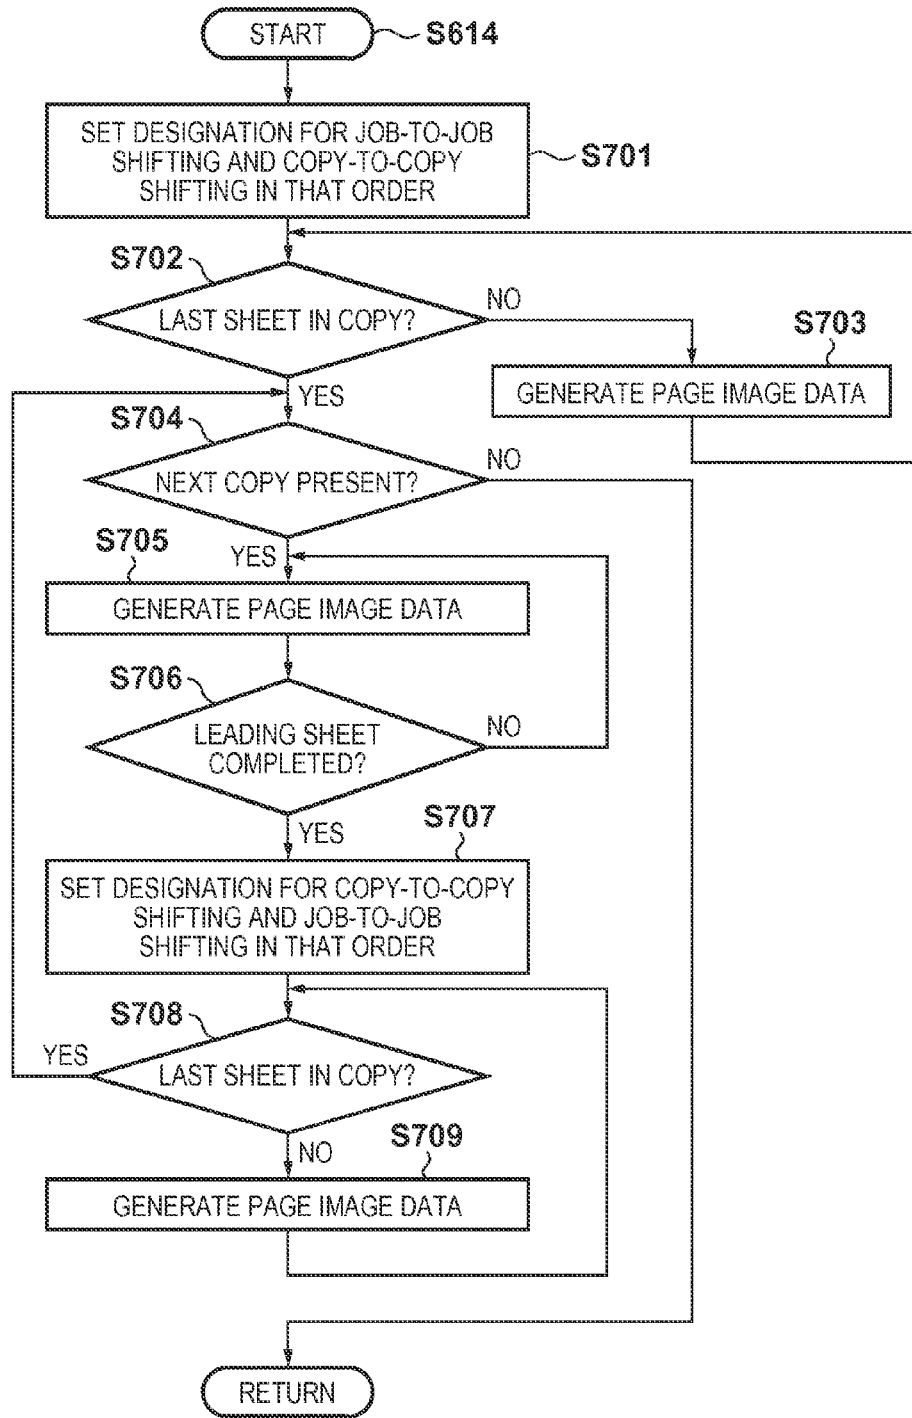 START
S614
SET DESIGNATION FOR JOB-TO-JOB
SHIFTING AND COPY-TO-COPY
SHIFTING IN THAT ORDER
S701
S702
LAST SHEET IN COPY?
NO
YES
S703
GENERATE PAGE IMAGE DATA
S704
NEXT COPY PRESENT?
NO
YES
S705
GENERATE PAGE IMAGE DATA
S706
LEADING SHEET
COMPLETED?
NO
YES
S707
SET DESIGNATION FOR COPY-TO-COPY
SHIFTING AND JOB-TO-JOB
SHIFTING IN THAT ORDER
S708
YES
LAST SHEET IN COPY?
NO
S709
GENERATE PAGE IMAGE DATA
RETURN